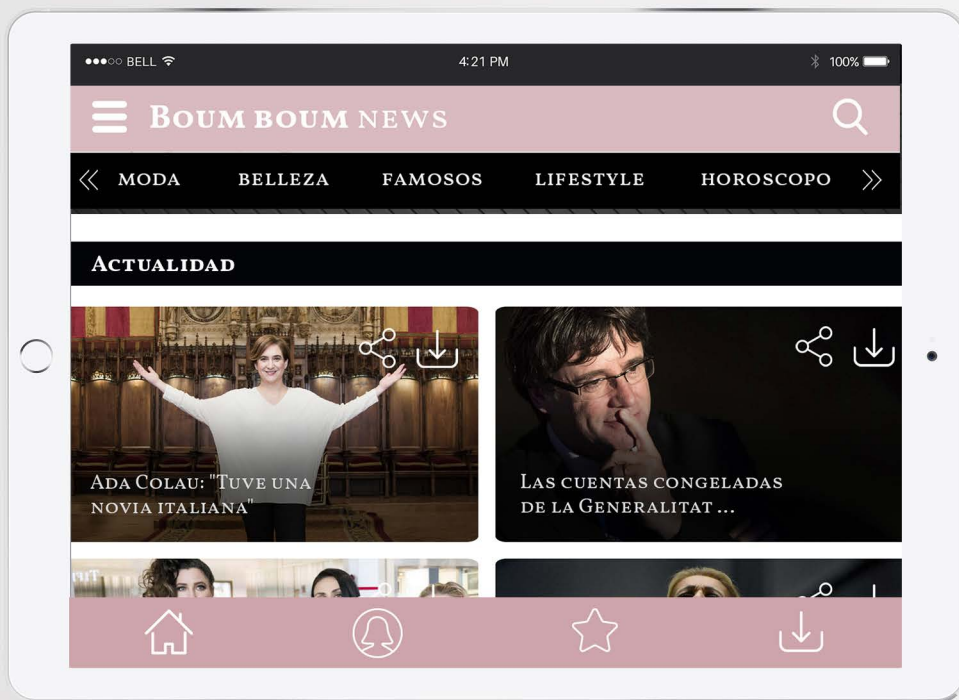 BELL
4:21 PM
100%
BOUM BOUM NEWS
MODA BELLEZA FAMOSOS LIFESTYLE HOROSCOPO
ACTUALIDAD
ADA COLAU: "TUVE UNA
NOVIA ITALIANA"
LAS CUENTAS CONGELADAS
DE LA GENERALITAT ...